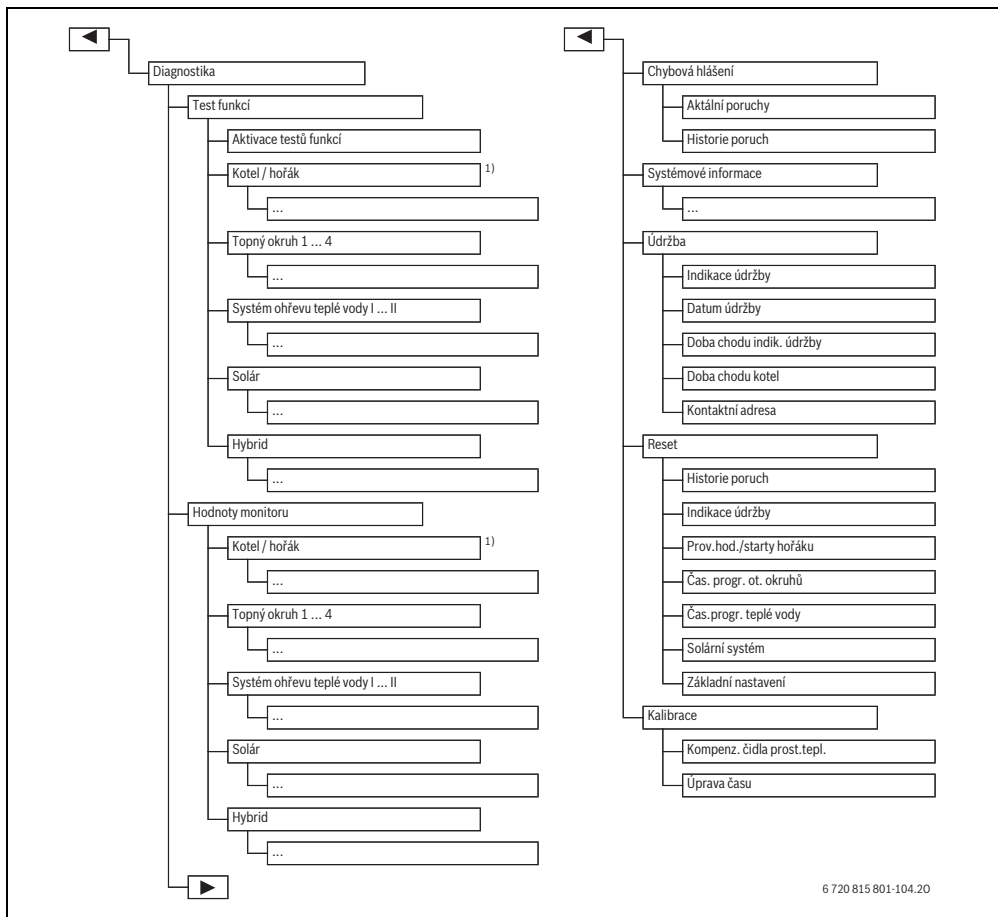 Diagnostika
Test funkcí
Aktivace testů funkcí
Kotel / hořák 1)
...
Topný okruh 1 ... 4
...
Systém ohřevu teplé vody I ... II
...
Solár
...
Hybrid
...
Hodnoty monitoru
Kotel / hořák 1)
...
Topný okruh 1 ... 4
...
Systém ohřevu teplé vody I ... II
...
Solár
...
Hybrid
...
Chybová hlášení
Aktální poruchy
Historie poruch
Systémové informace
...
Údržba
Indikace údržby
Datum údržby
Doba chodu indik. údržby
Doba chodu kotel
Kontaktní adresa
Reset
Historie poruch
Indikace údržby
Prov.hod./starty hořáku
Čas. progr. ot. okruhů
Čas.progr. teplé vody
Solární systém
Základní nastavení
Kalibrace
Kompenz. čidla prost.tepl.
Úprava času
6 720 815 801-104.2O